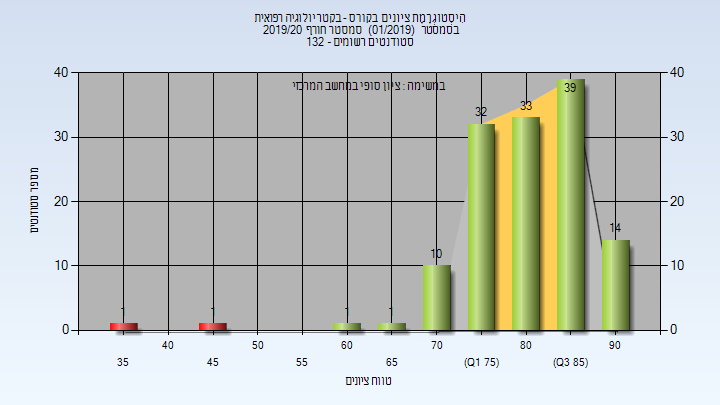 היסטוגרמת ציונים בקורס - בקטריולוגיה רפואית
בסמסטר (01/2019) סמסטר חורף 2019/20
סטודנטים רשומים - 132
במשימה : ציון סופי במחשב המרכזי
40 40
30 30
20 20
10 10
0 0
מספר סטודנטים
1 1 1 1 10 32 33 39 14
40 50 60 70 80 90
35 45 55 65 (Q1 75) (Q3 85)
טווח ציונים